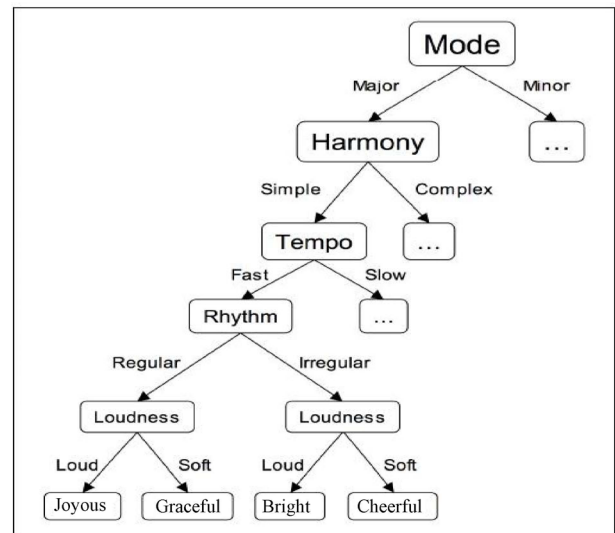 Mode
Major Minor
Harmony ...
Simple Complex
Tempo ...
Fast Slow
Rhythm ...
Regular Irregular
Loudness Loudness
Loud Soft Loud Soft
Joyous Graceful Bright Cheerful